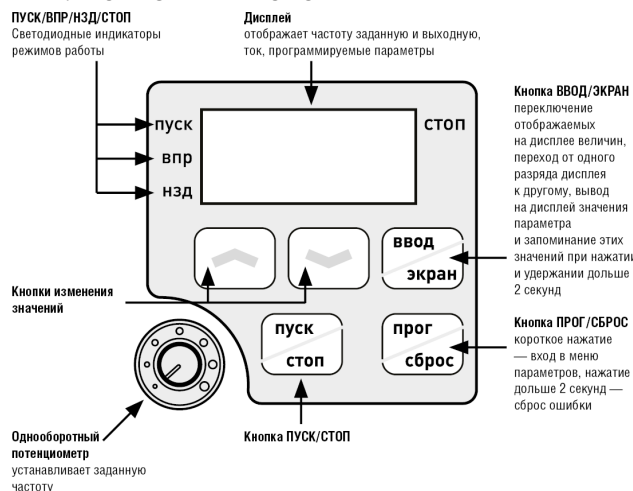 ПУСК/ВПР/НЗД/СТОП
Светодиодные индикаторы
режимов работы
Дисплей
отображает частоту заданную и выходную,
ток, программируемые параметры
Кнопка ВВОД/ЭКРАН
переключение
отображаемых
на дисплее величин,
переход от одного
разряда дисплея
к другому, вывод
на дисплей значения
параметра
и запоминание этих
значений при нажатии
и удержании дольше
2 секунд
пуск
впр
нзд
стоп
ввод
экран
Кнопки изменения
значений
пуск
стоп
прог
сброс
Кнопка ПРОГ/СБРОС
короткое нажатие
— вход в меню
параметров, нажатие
дольше 2 секунд —
сброс ошибки
Однооборотный
потенциометр
устанавливает заданную
частоту
Кнопка ПУСК/СТОП